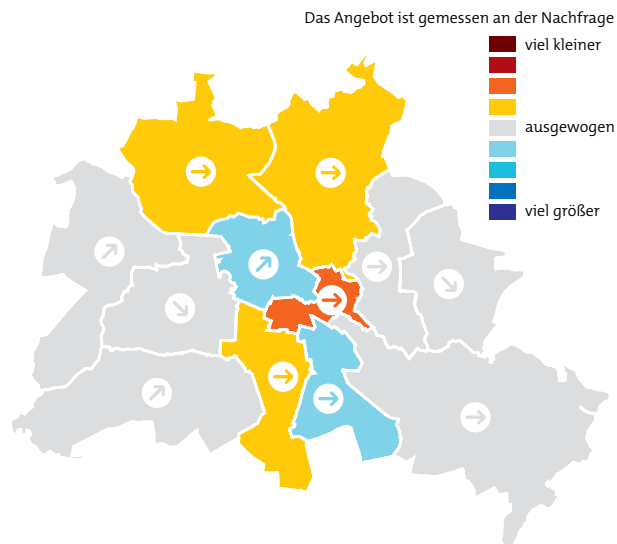 Das Angebot ist gemessen an der Nachfrage
viel kleiner
ausgewogen
viel größer